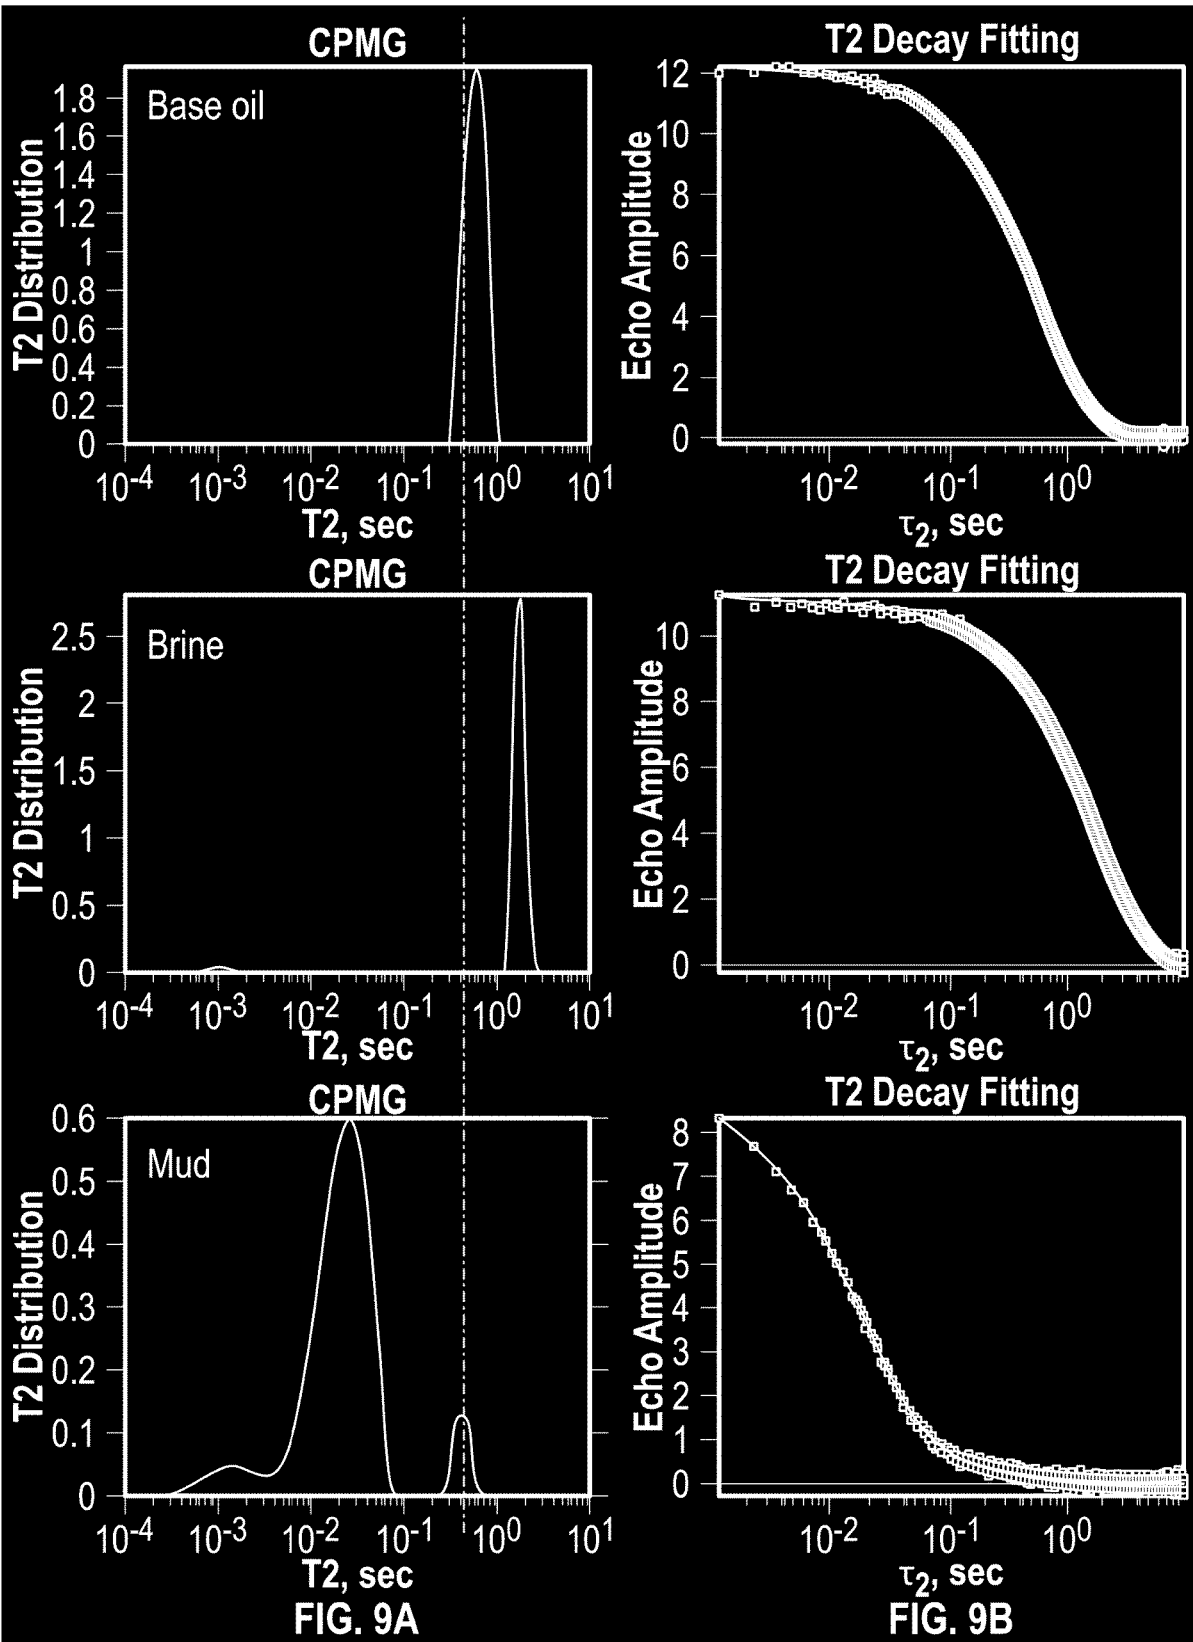 CPMG
T2 Decay Fitting
Base oil
T2 Distribution
1.8
1.6
1.4
1.2
1
0.8
0.6
0.4
0.2
0
10-4 10-3 10-2 10-1 100 101
T2, sec
Echo Amplitude
12
10
8
6
4
2
0
10-2 10-1 100
τ2, sec
CPMG
T2 Decay Fitting
Brine
T2 Distribution
2.5
2
1.5
1
0.5
0
10-4 10-3 10-2 10-1 100 101
T2, sec
Echo Amplitude
10
8
6
4
2
0
10-2 10-1 100
τ2, sec
CPMG
T2 Decay Fitting
Mud
T2 Distribution
0.6
0.5
0.4
0.3
0.2
0.1
0
10-4 10-3 10-2 10-1 100 101
T2, sec
Echo Amplitude
8
7
6
5
4
3
2
1
0
10-2 10-1 100
τ2, sec
FIG. 9A
FIG. 9B